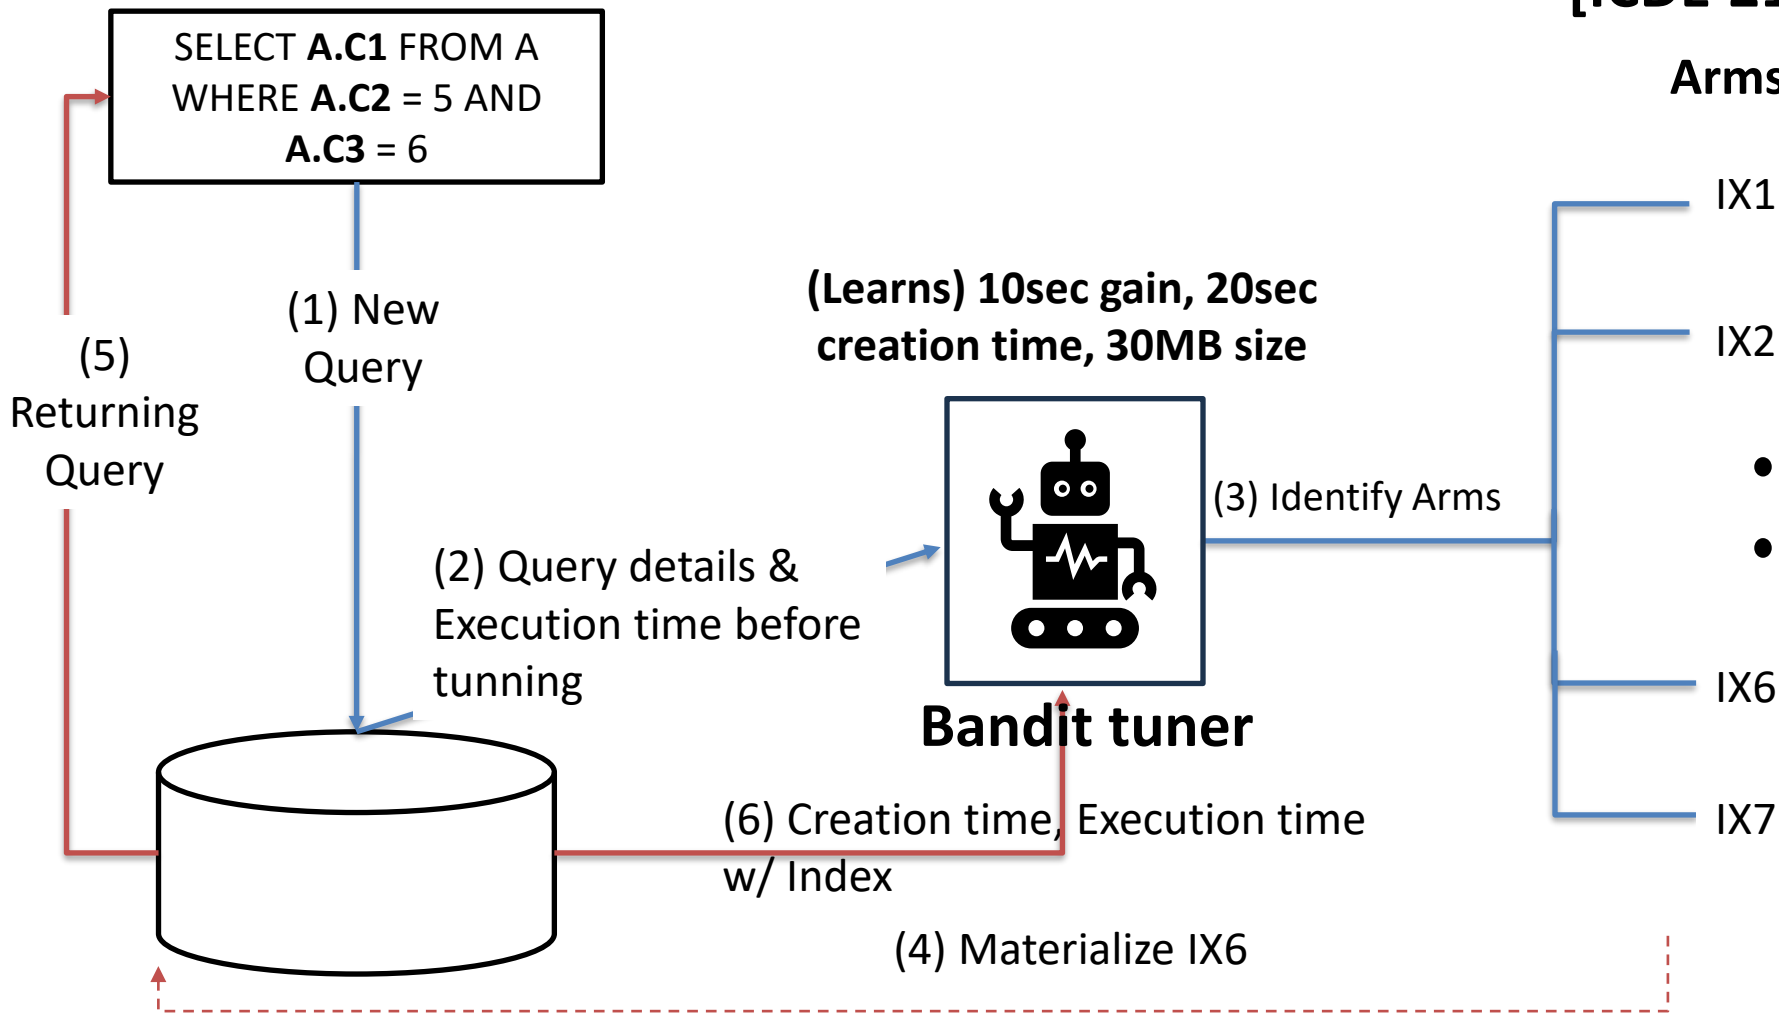 SELECT A.C1 FROM A
WHERE A.C2 = 5 AND
A.C3 = 6
Arms
IX1
(1) New
Query
(Learns) 10sec gain, 20sec
creation time, 30MB size
IX2
(5)
Returning
Query
(3) Identify Arms
•
•
(2) Query details &
Execution time before
tunning
IX6
Bandit tuner
(6) Creation time, Execution time
w/ Index
IX7
(4) Materialize IX6